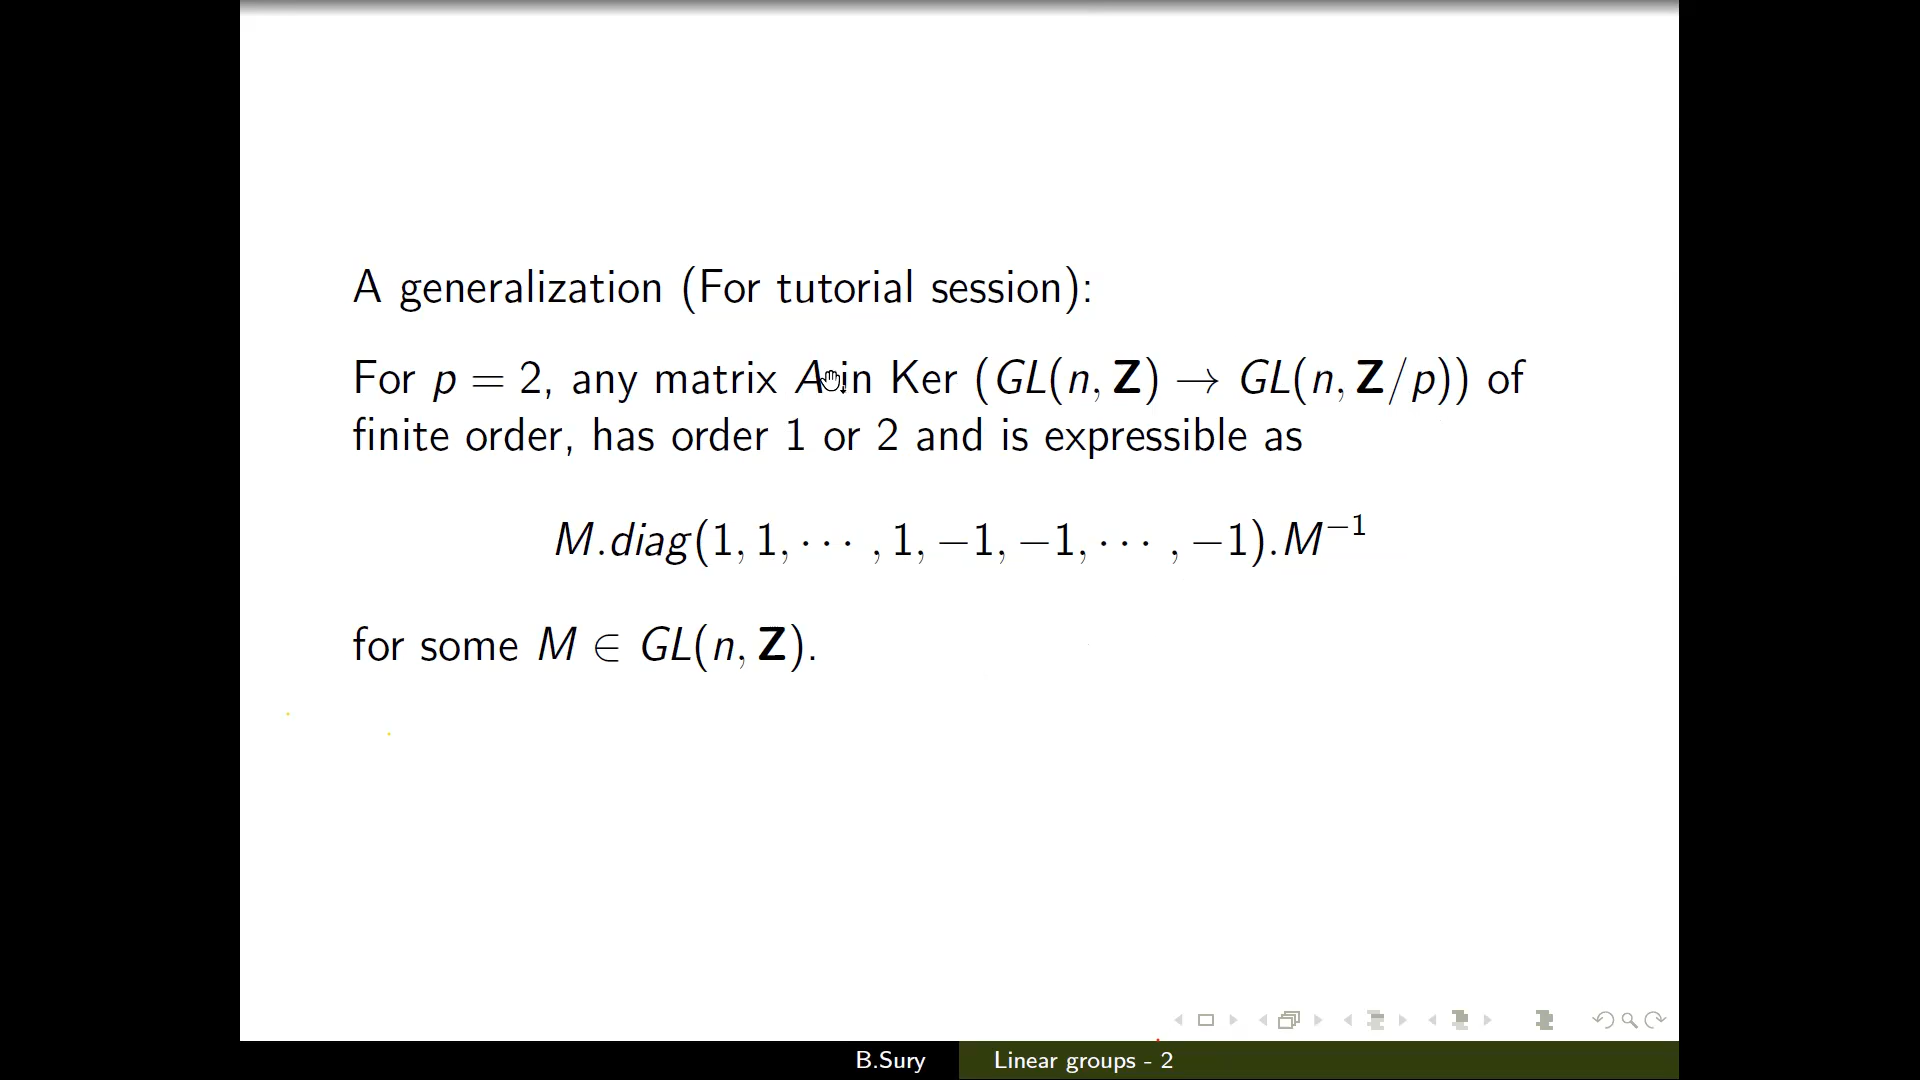 A generalization (For tutorial session):
For p = 2, any matrix A in Ker (GL(n, Z) → GL(n, Z/p)) of
finite order, has order 1 or 2 and is expressible as
M.diag(1, 1, ⋯ , 1, −1, −1, ⋯ , −1).M⁻¹
for some M ∈ GL(n, Z).
B.Sury Linear groups - 2